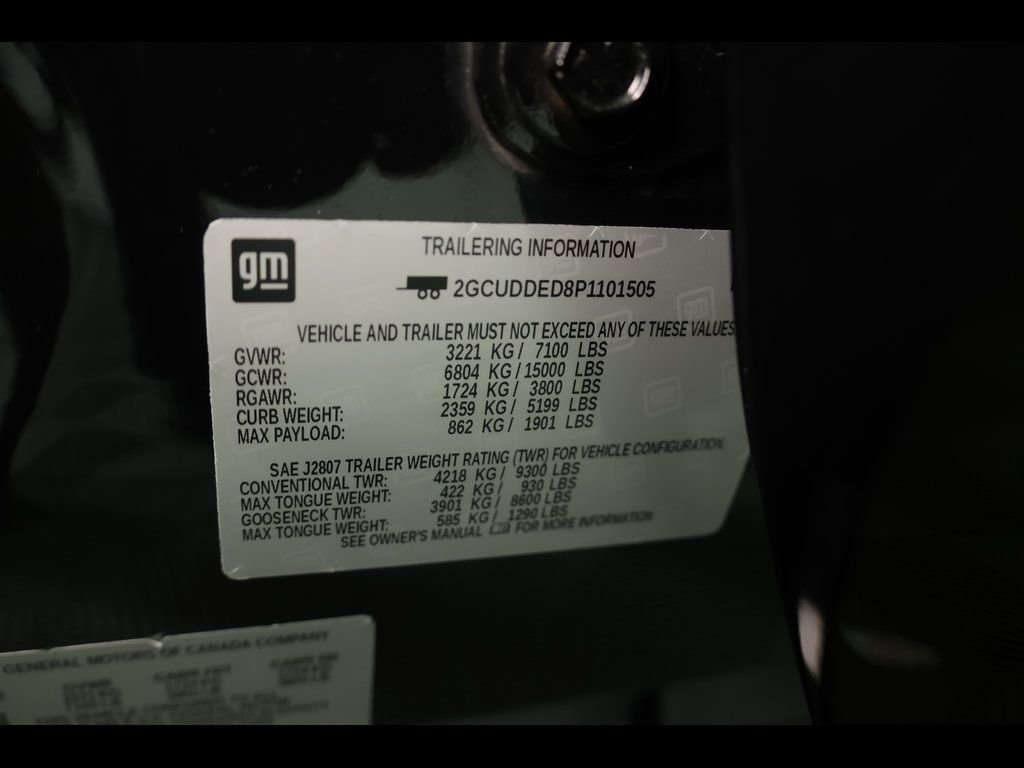 gm
TRAILERING INFORMATION
2GCUDDED8P1101505
VEHICLE AND TRAILER MUST NOT EXCEED ANY OF THESE VALUES
GVWR: 3221 KG / 7100 LBS
GCWR: 6804 KG / 15000 LBS
RGAWR: 1724 KG / 3800 LBS
CURB WEIGHT: 2359 KG / 5199 LBS
MAX PAYLOAD: 862 KG / 1901 LBS
SAE J2807 TRAILER WEIGHT RATING (TWR) FOR VEHICLE CONFIGURATION.
CONVENTIONAL TWR: 4218 KG / 9300 LBS
MAX TONGUE WEIGHT: 422 KG / 930 LBS
GOOSENECK TWR: 3901 KG / 8600 LBS
MAX TONGUE WEIGHT: 585 KG / 1290 LBS
SEE OWNER'S MANUAL FOR MORE INFORMATION
GENERAL MOTORS OF CANADA COMPANY